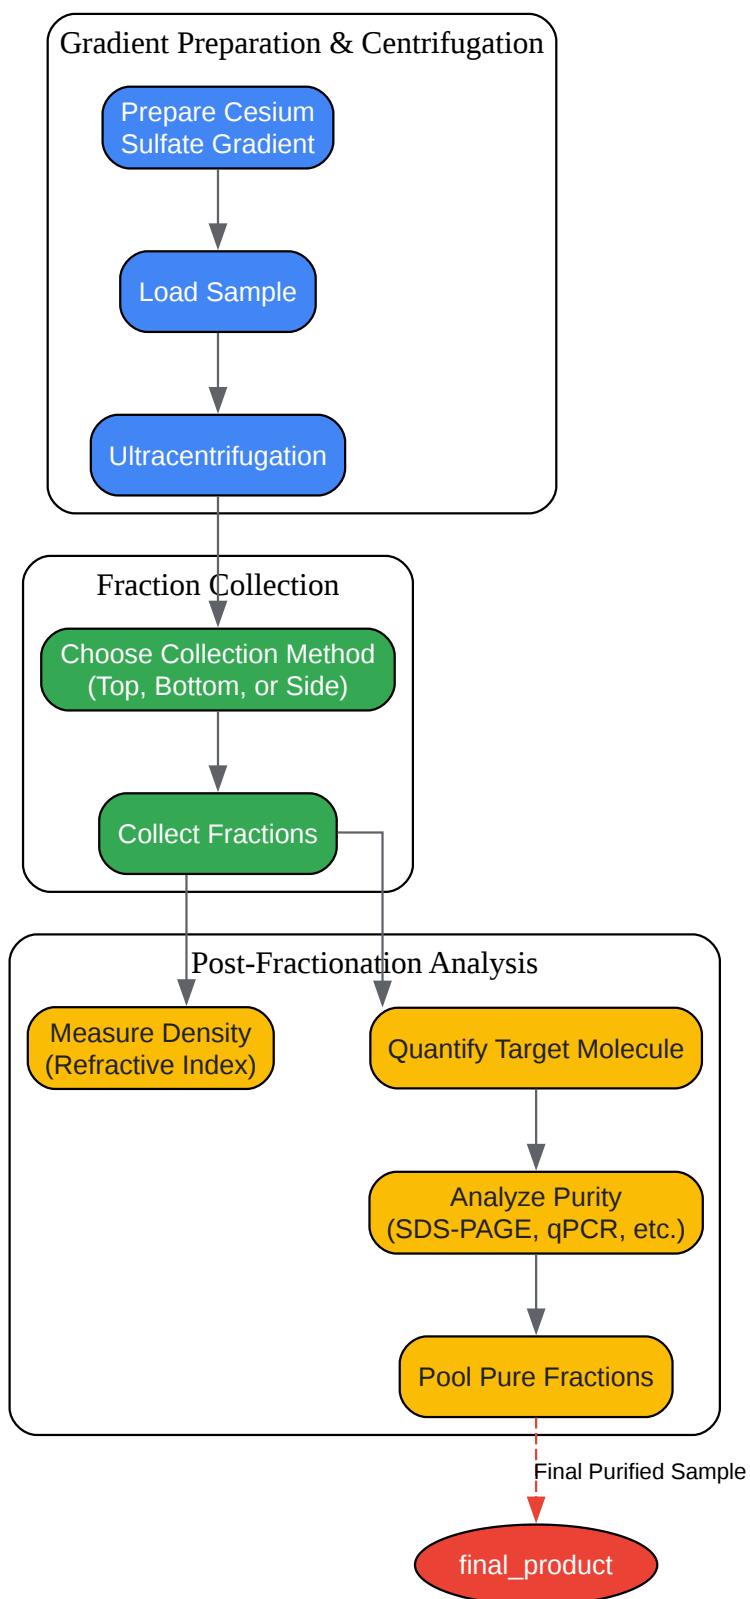 Gradient Preparation & Centrifugation
Prepare Cesium
Sulfate Gradient
Load Sample
Ultracentrifugation
Fraction Collection
Choose Collection Method
(Top, Bottom, or Side)
Collect Fractions
Post-Fractionation Analysis
Measure Density
(Refractive Index)
Quantify Target Molecule
Analyze Purity
(SDS-PAGE, qPCR, etc.)
Pool Pure Fractions
Final Purified Sample
final_product